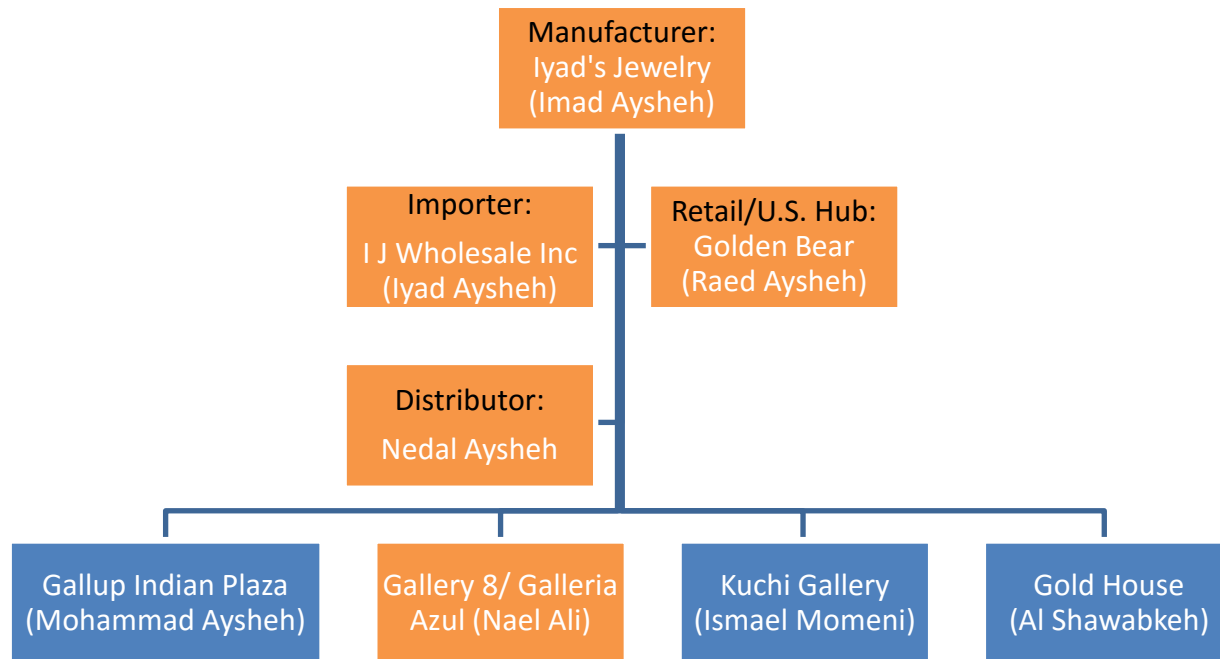 Manufacturer:
Iyad's Jewelry
(Imad Aysheh)
Importer:
I J Wholesale Inc
(Iyad Aysheh)
Retail/U.S. Hub:
Golden Bear
(Raed Aysheh)
Distributor:
Nedal Aysheh
Gallup Indian Plaza
(Mohammad Aysheh)
Gallery 8/ Galleria
Azul (Nael Ali)
Kuchi Gallery
(Ismael Momeni)
Gold House
(Al Shawabkeh)